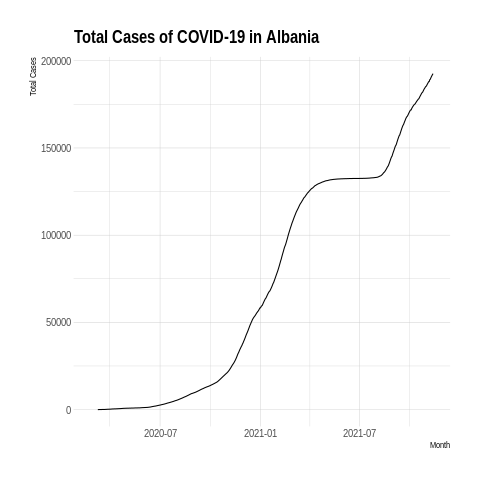 Total Cases of COVID-19 in Albania
Total Cases
200000
150000
100000
50000
0
2020-07
2021-01
2021-07
Month